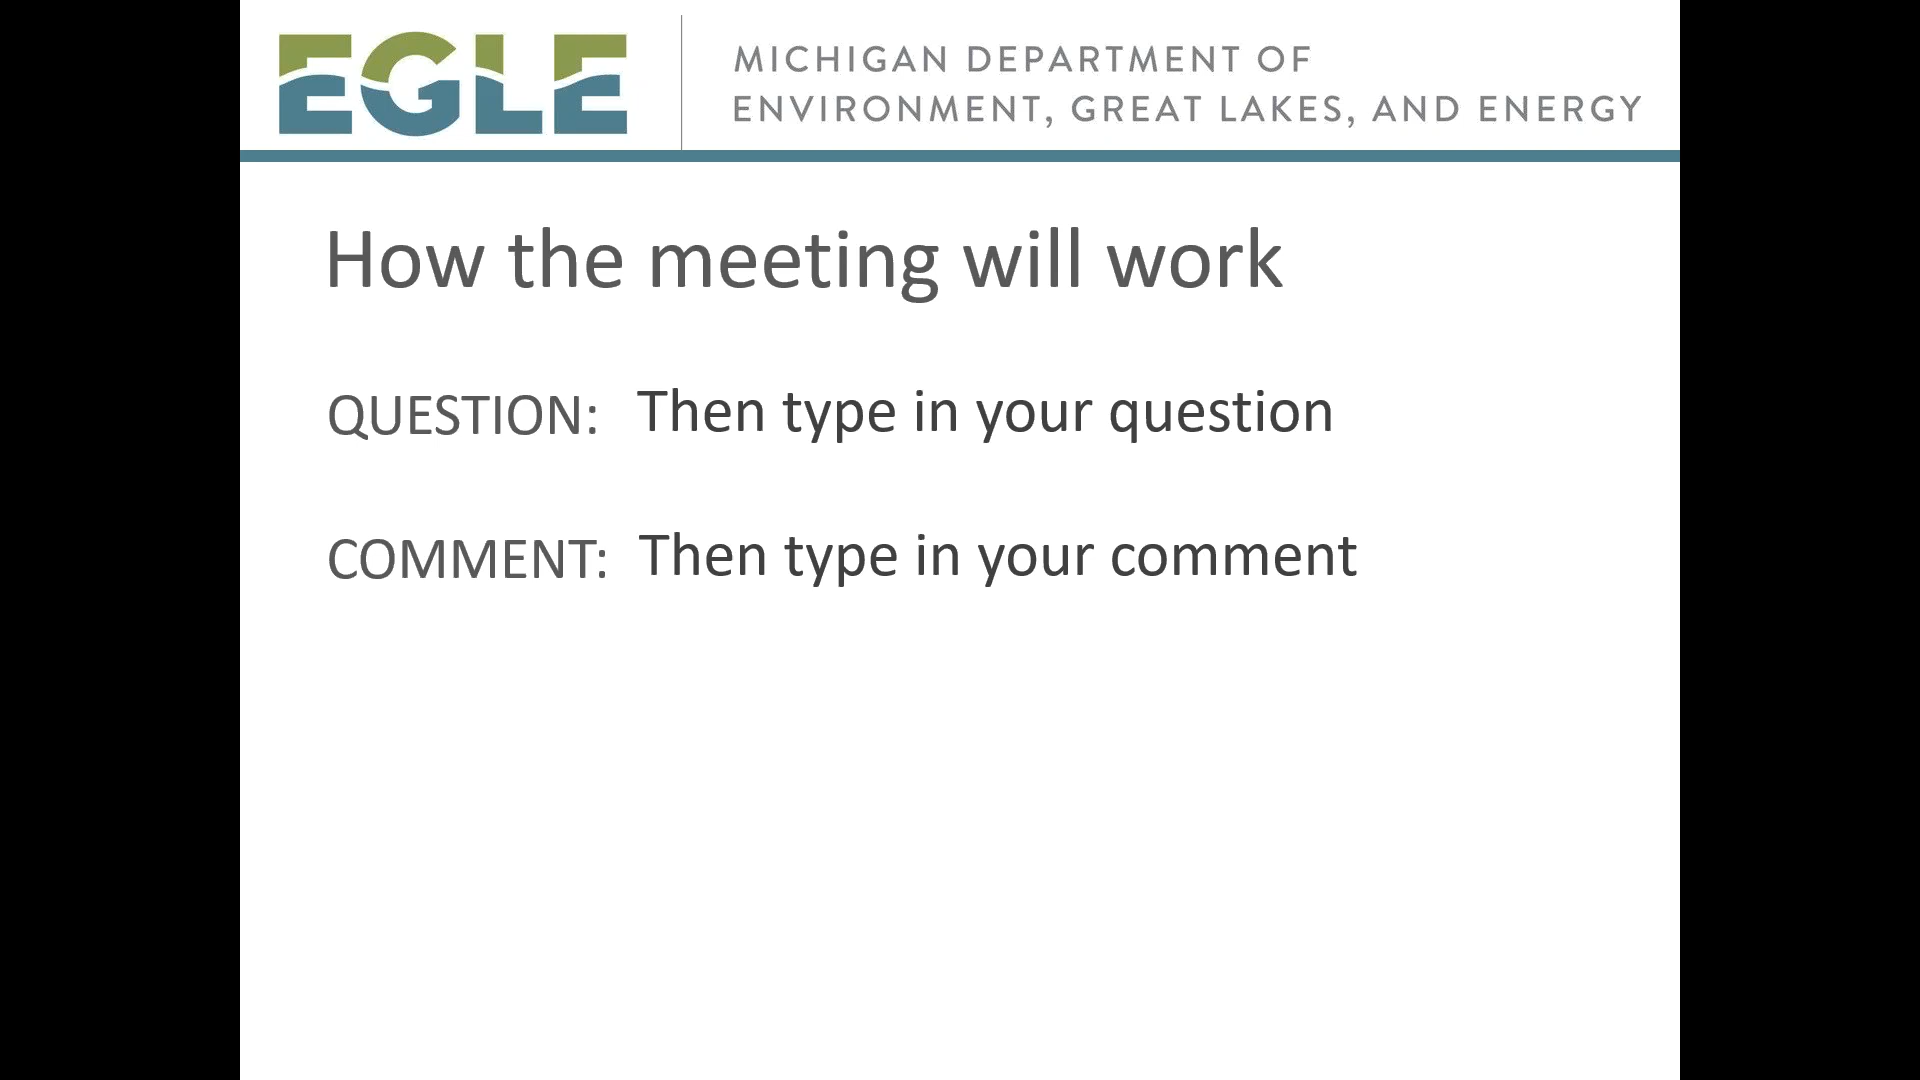 EGLE
MICHIGAN DEPARTMENT OF
ENVIRONMENT, GREAT LAKES, AND ENERGY
How the meeting will work
QUESTION: Then type in your question
COMMENT: Then type in your comment